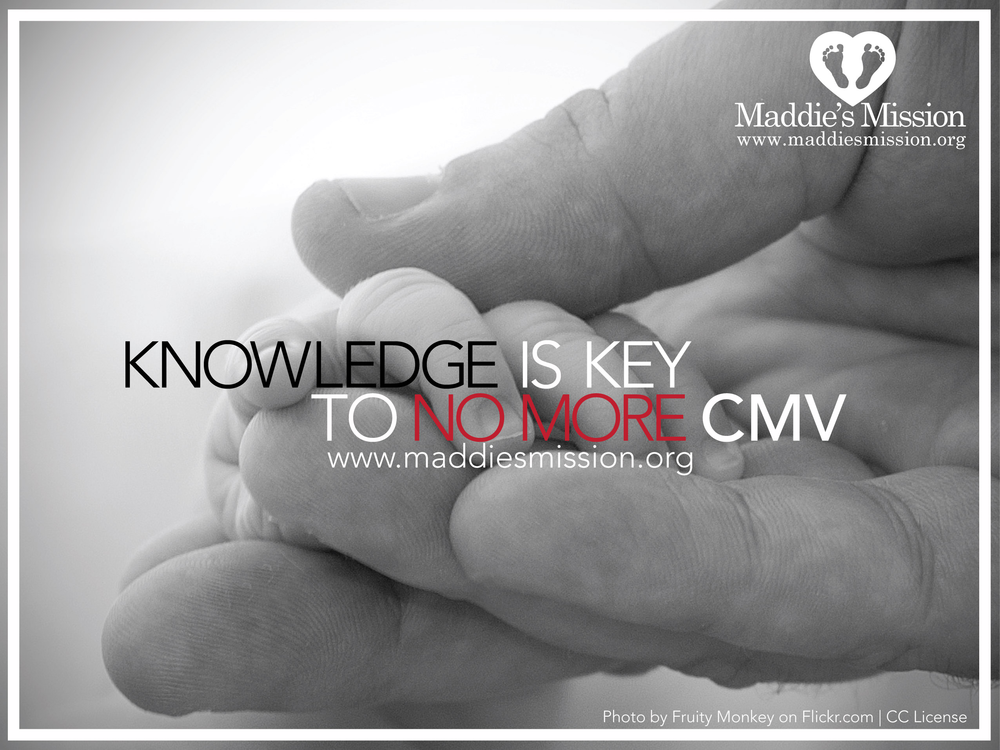 Maddie's Mission
www.maddiesmission.org
KNOWLEDGE IS KEY
TO NO MORE CMV
www.maddiesmission.org
Photo by Fruity Monkey on Flickr.com | CC License